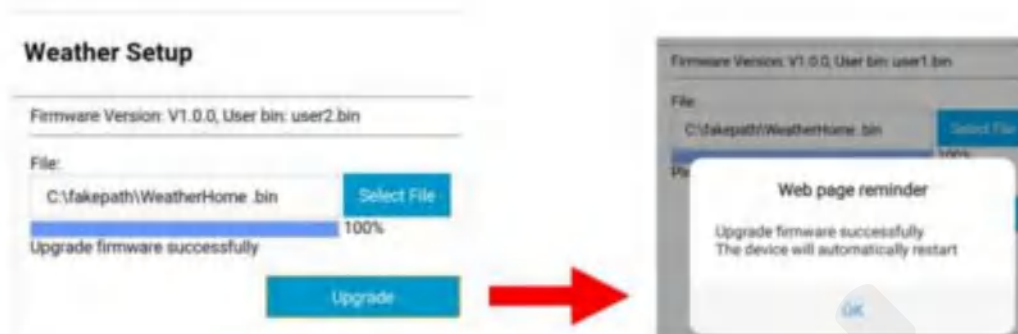 Weather Setup
Firmware Version: V1.0.0, User bin: user2.bin
File:
C:\fakepath\WeatherHome .bin
Select File
100%
Upgrade firmware successfully
Upgrade
Firmware Version: V1.0.0, User bin: user1.bin
File:
C:\fakepath\WeatherHome .bin
Select File
100%
Web page reminder
Upgrade firmware successfully
The device will automatically restart
OK